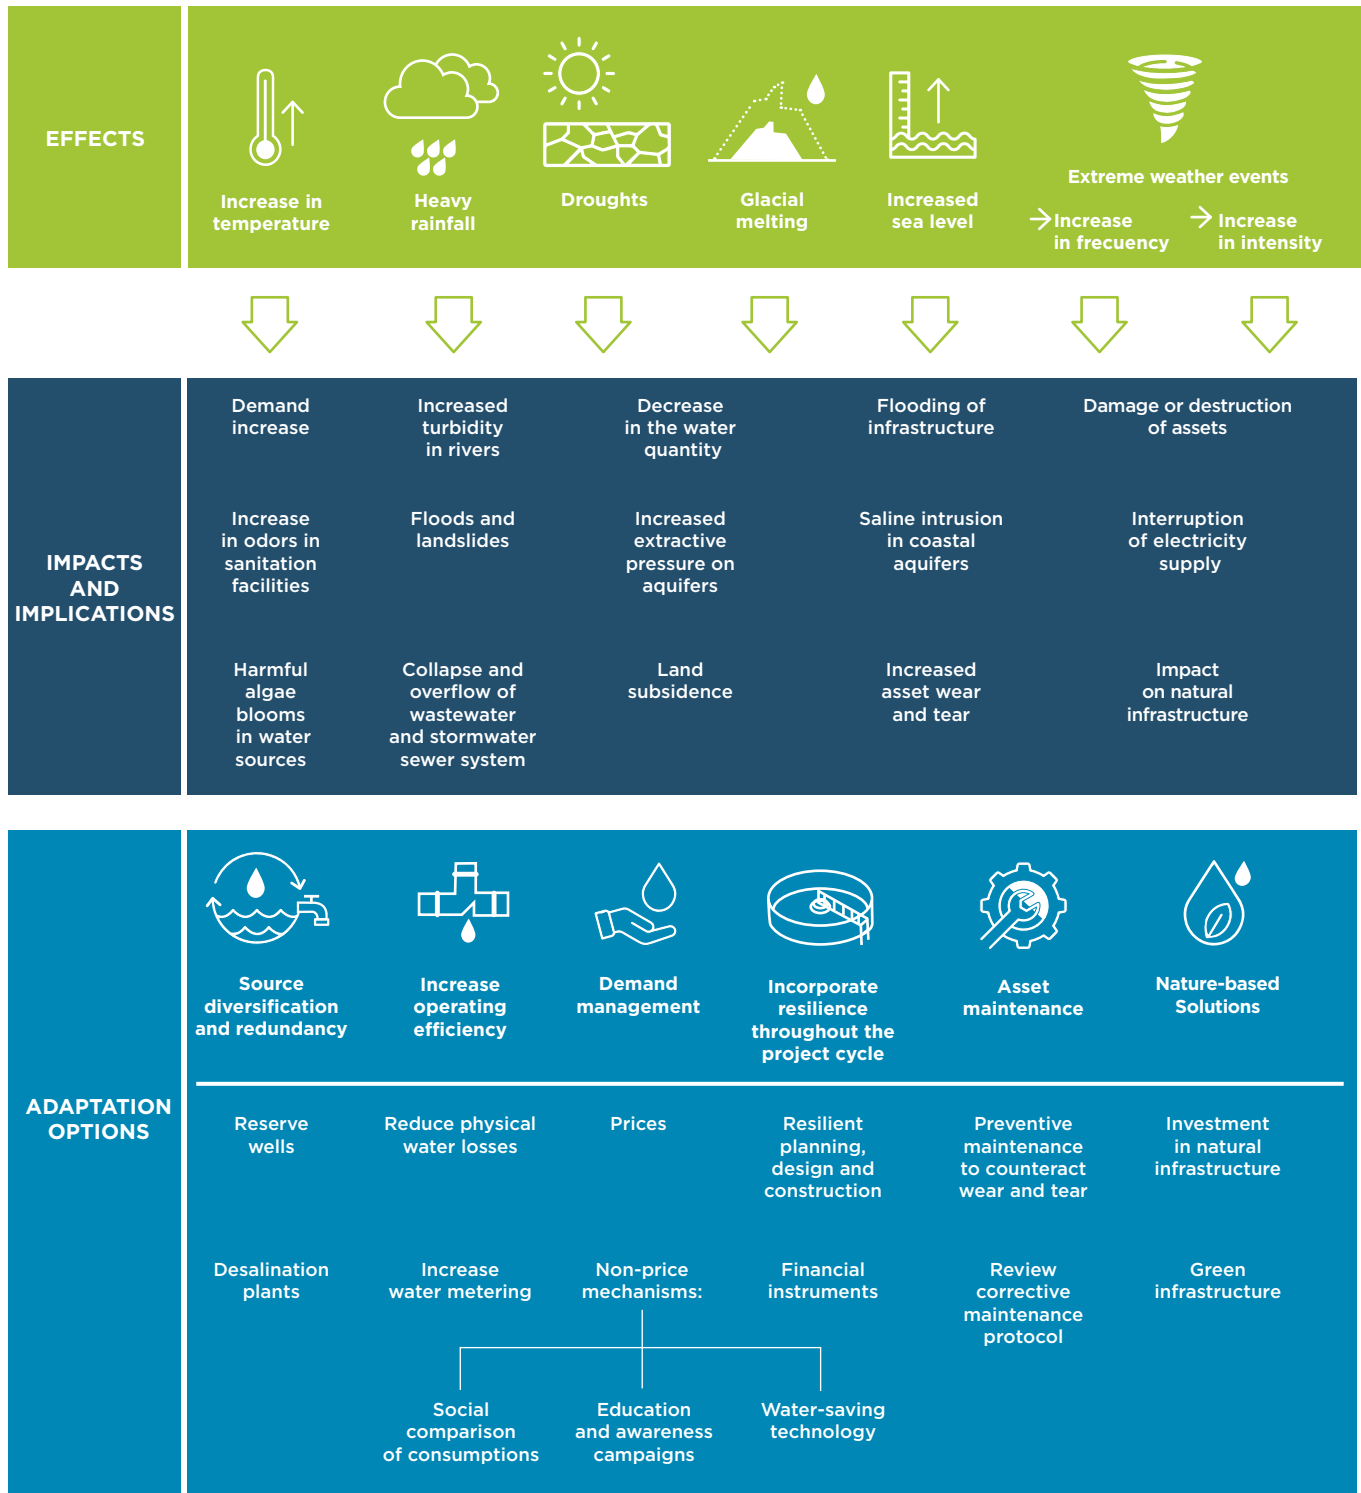 EFFECTS
Increase in
temperature
Heavy
rainfall
Droughts
Glacial
melting
Increased
sea level
Extreme weather events
Increase
in frecuency
Increase
in intensity
IMPACTS
AND
IMPLICATIONS
Demand
increase
Increased
turbidity
in rivers
Decrease
in the water
quantity
Flooding of
infrastructure
Damage or destruction
of assets
Increase
in odors in
sanitation
facilities
Floods and
landslides
Increased
extractive
pressure on
aquifers
Saline intrusion
in coastal
aquifers
Interruption
of electricity
supply
Harmful
algae
blooms
in water
sources
Collapse and
overflow of
wastewater
and stormwater
sewer system
Land
subsidence
Increased
asset wear
and tear
Impact
on natural
infrastructure
ADAPTATION
OPTIONS
Source
diversification
and redundancy
Increase
operating
efficiency
Demand
management
Incorporate
resilience
throughout the
project cycle
Asset
maintenance
Nature-based
Solutions
Reserve
wells
Reduce physical
water losses
Prices
Resilient
planning,
design and
construction
Preventive
maintenance
to counteract
wear and tear
Investment
in natural
infrastructure
Desalination
plants
Increase
water metering
Non-price
mechanisms:
Financial
instruments
Review
corrective
maintenance
protocol
Green
infrastructure
Social
comparison
of consumptions
Education
and awareness
campaigns
Water-saving
technology